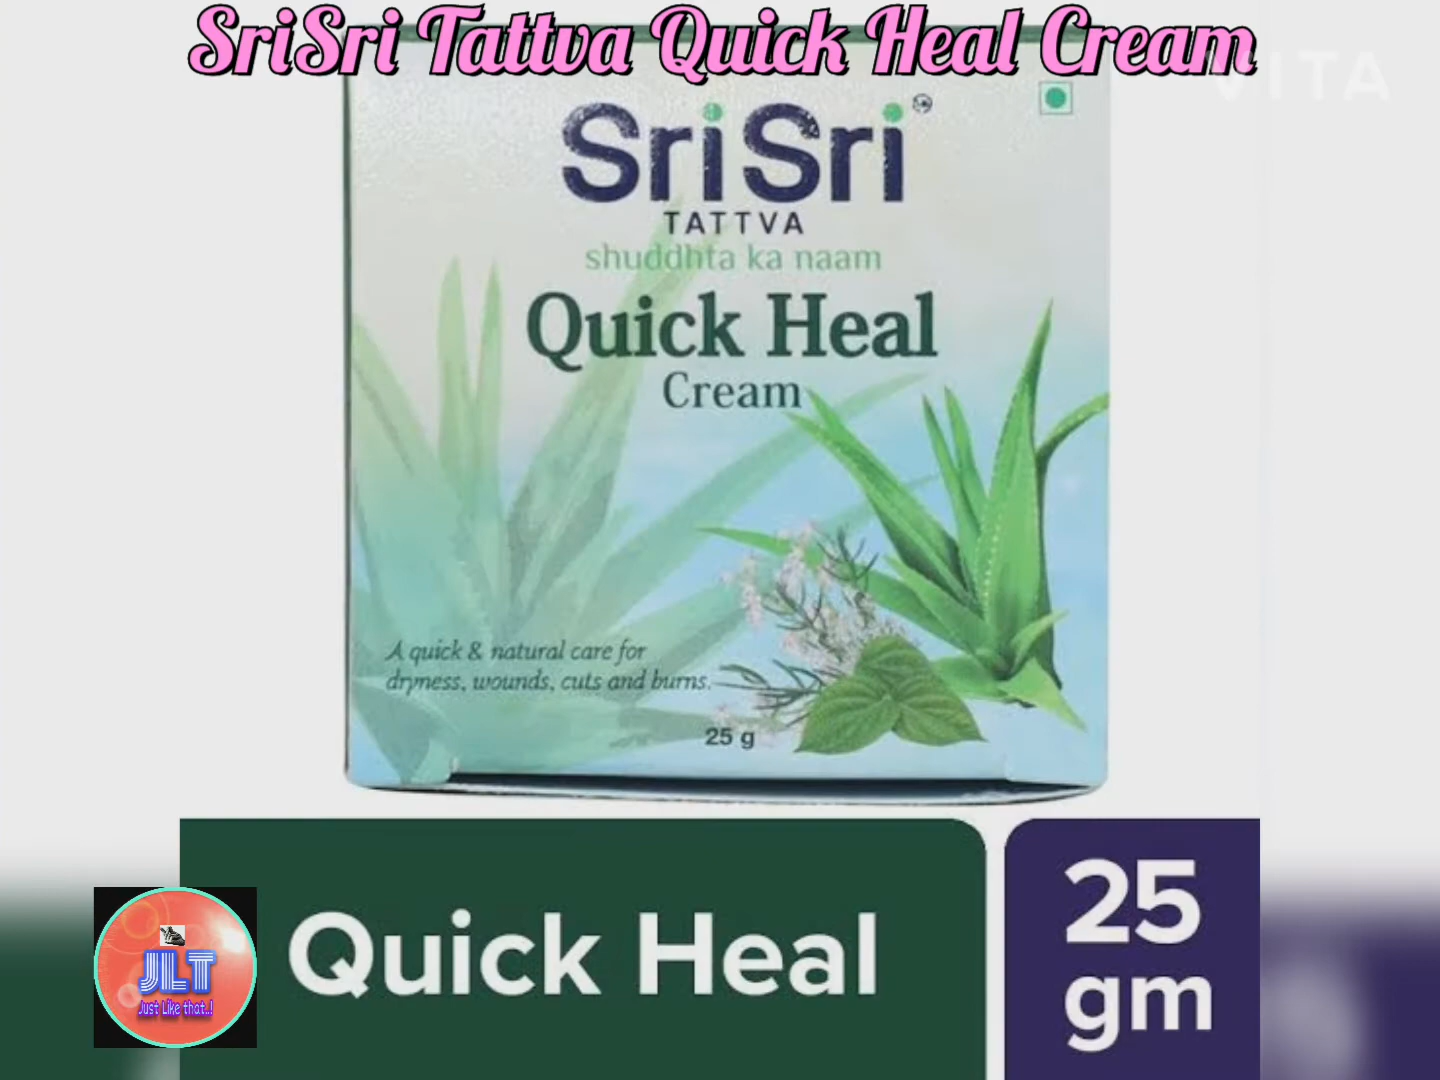 SriSri Tattva Quick Heal Cream
VITA
SriSri
TATTVA
shuddhta ka naam
Quick Heal
Cream
A quick & natural care for
dryness, wounds, cuts and burns.
25 g
Quick Heal
25
gm
JLT
Just Like that..!